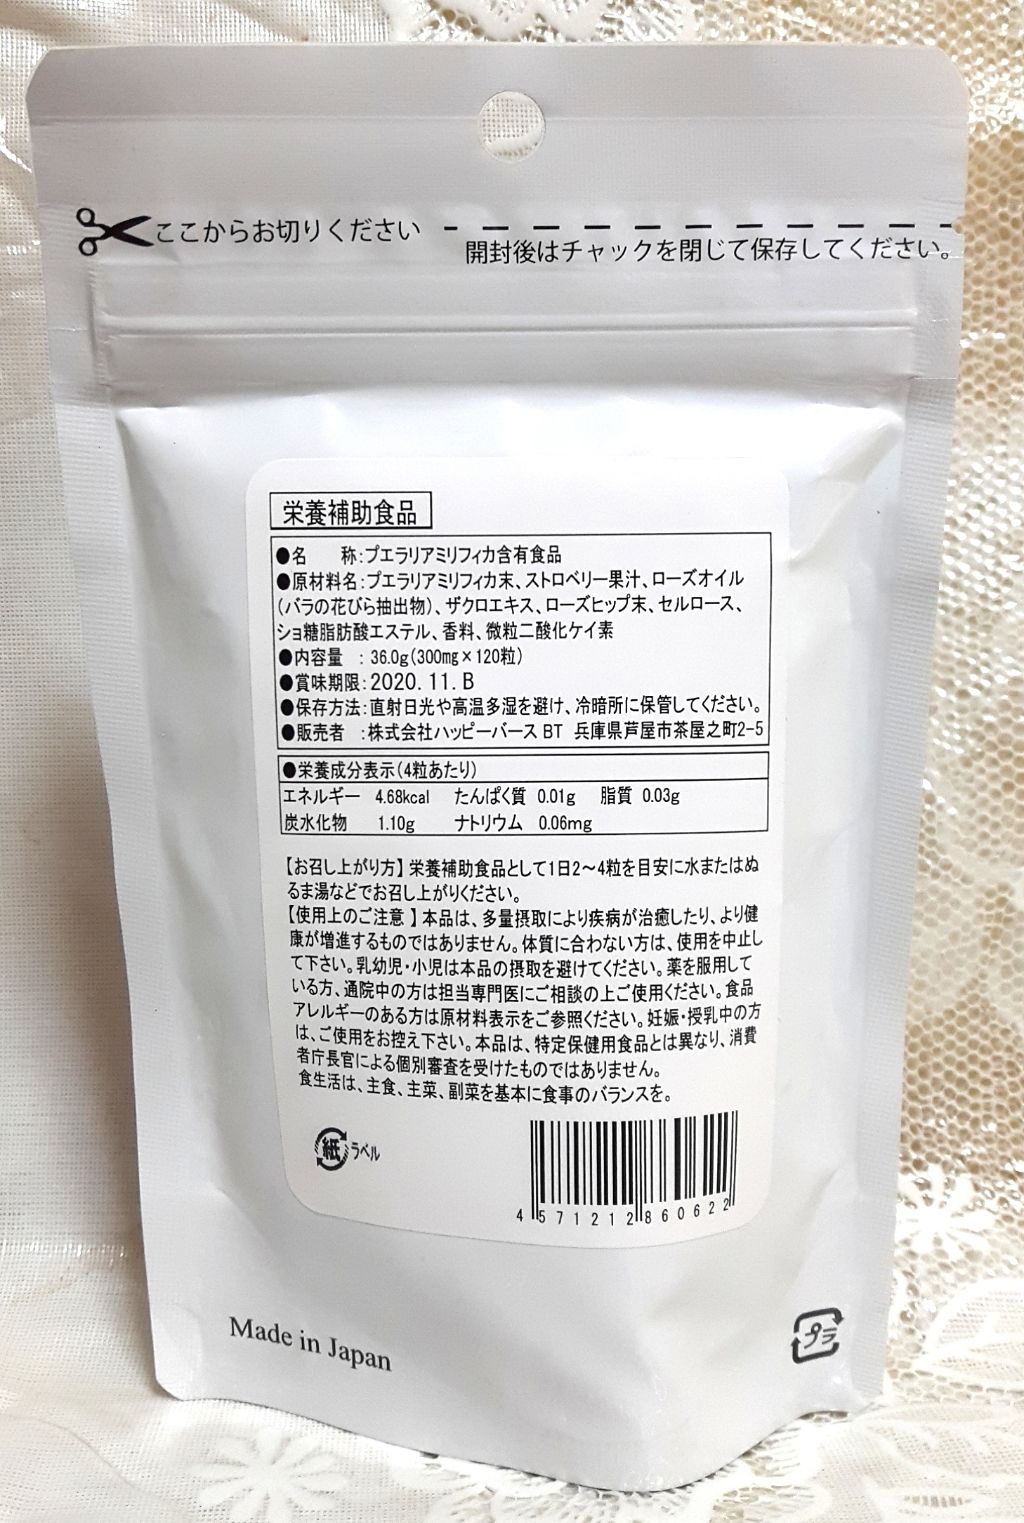 ここからお切りください
開封後はチャックを閉じて保存してください。
栄養補助食品
●名　　称:プエラリアミリフィカ含有食品
●原材料名:プエラリアミリフィカ末、ストロベリー果汁、ローズオイル
(バラの花びら抽出物)、ザクロエキス、ローズヒップ末、セルロース、
ショ糖脂肪酸エステル、香料、微粒二酸化ケイ素
●内容量　: 36.0g(300mg×120粒)
●賞味期限:2020. 11. B
●保存方法:直射日光や高温多湿を避け、冷暗所に保管してください。
●販売者　:株式会社ハッピーバース BT 兵庫県芦屋市茶屋之町2-5
●栄養成分表示(4粒あたり)
エネルギー 4.68kcal　たんぱく質 0.01g　脂質 0.03g
炭水化物　1.10g　ナトリウム 0.06mg
【お召し上がり方】栄養補助食品として1日2～4粒を目安に水またはぬ
るま湯などでお召し上がりください。
【使用上のご注意 】本品は、多量摂取により疾病が治癒したり、より健
康が増進するものではありません。体質に合わない方は、使用を中止し
て下さい。乳幼児・小児は本品の摂取を避けてください。薬を服用して
いる方、通院中の方は担当専門医にご相談の上ご使用ください。食品
アレルギーのある方は原材料表示をご参照ください。妊娠・授乳中の方
は、ご使用をお控え下さい。本品は、特定保健用食品とは異なり、消費
者庁長官による個別審査を受けたものではありません。
食生活は、主食、主菜、副菜を基本に食事のバランスを。
紙 ラベル
4 571212 860622
Made in Japan
プラ